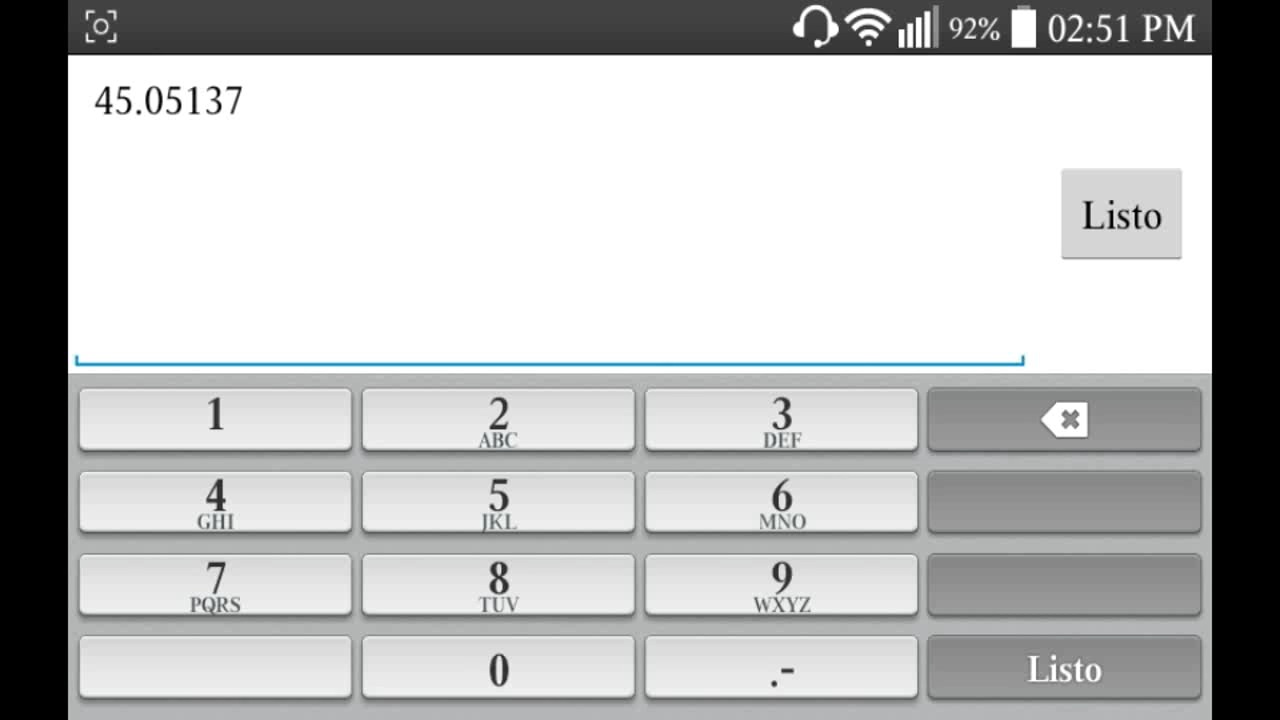 92% 02:51 PM
45.05137
Listo
1 2 3
ABC DEF
4 5 6
GHI JKL MNO
7 8 9
PQRS TUV WXYZ
0 .- Listo